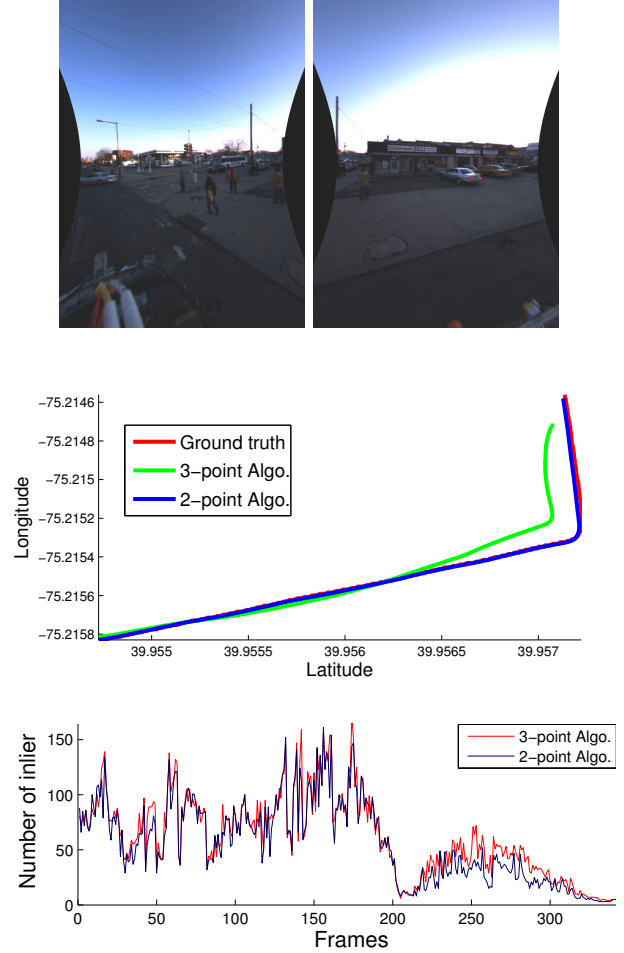 −75.2146
−75.2148
−75.215
−75.2152
−75.2154
−75.2156
−75.2158
Longitude
Ground truth
3−point Algo.
2−point Algo.
39.955
39.9555
39.956
39.9565
39.957
Latitude
150
100
50
0
Number of inlier
3−point Algo.
2−point Algo.
0
50
100
150
200
250
300
Frames